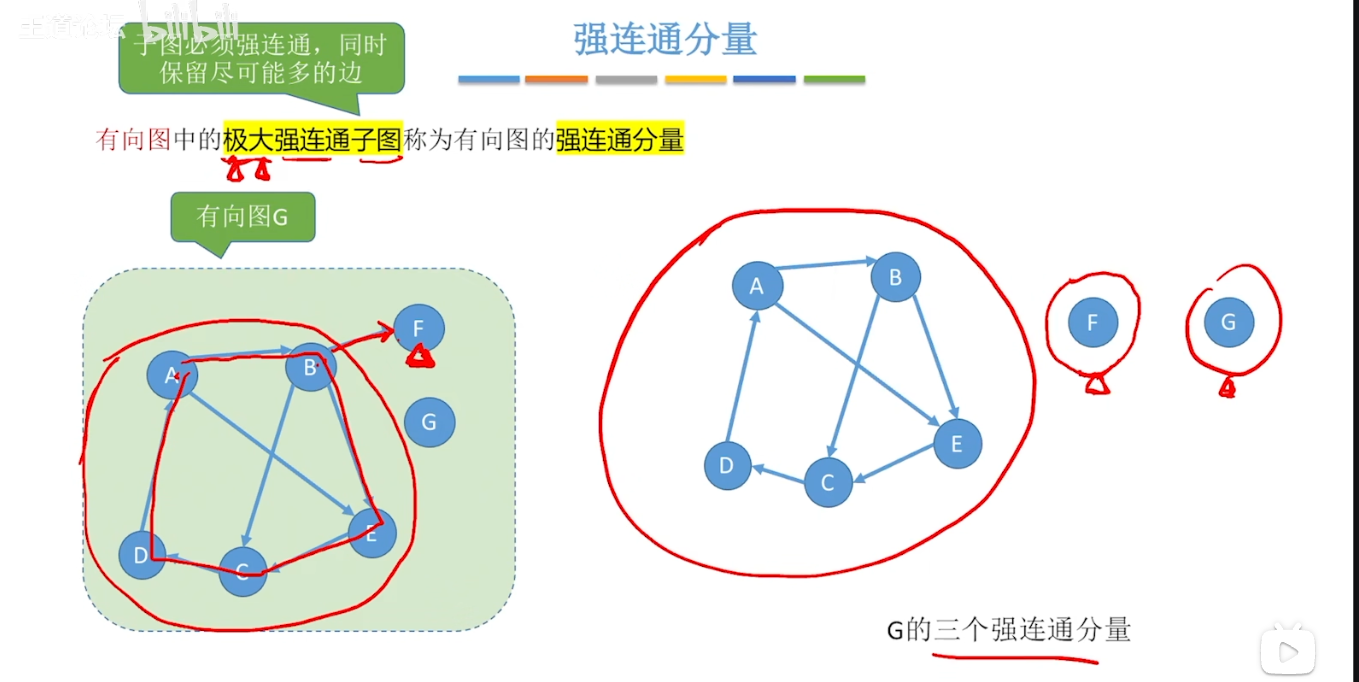 bilibili
强连通分量
子图必须强连通，同时
保留尽可能多的边
有向图中的极大强连通子图称为有向图的强连通分量
有向图G
A
B
F
G
D
C
E
A
B
E
D
C
F
G
G的三个强连通分量